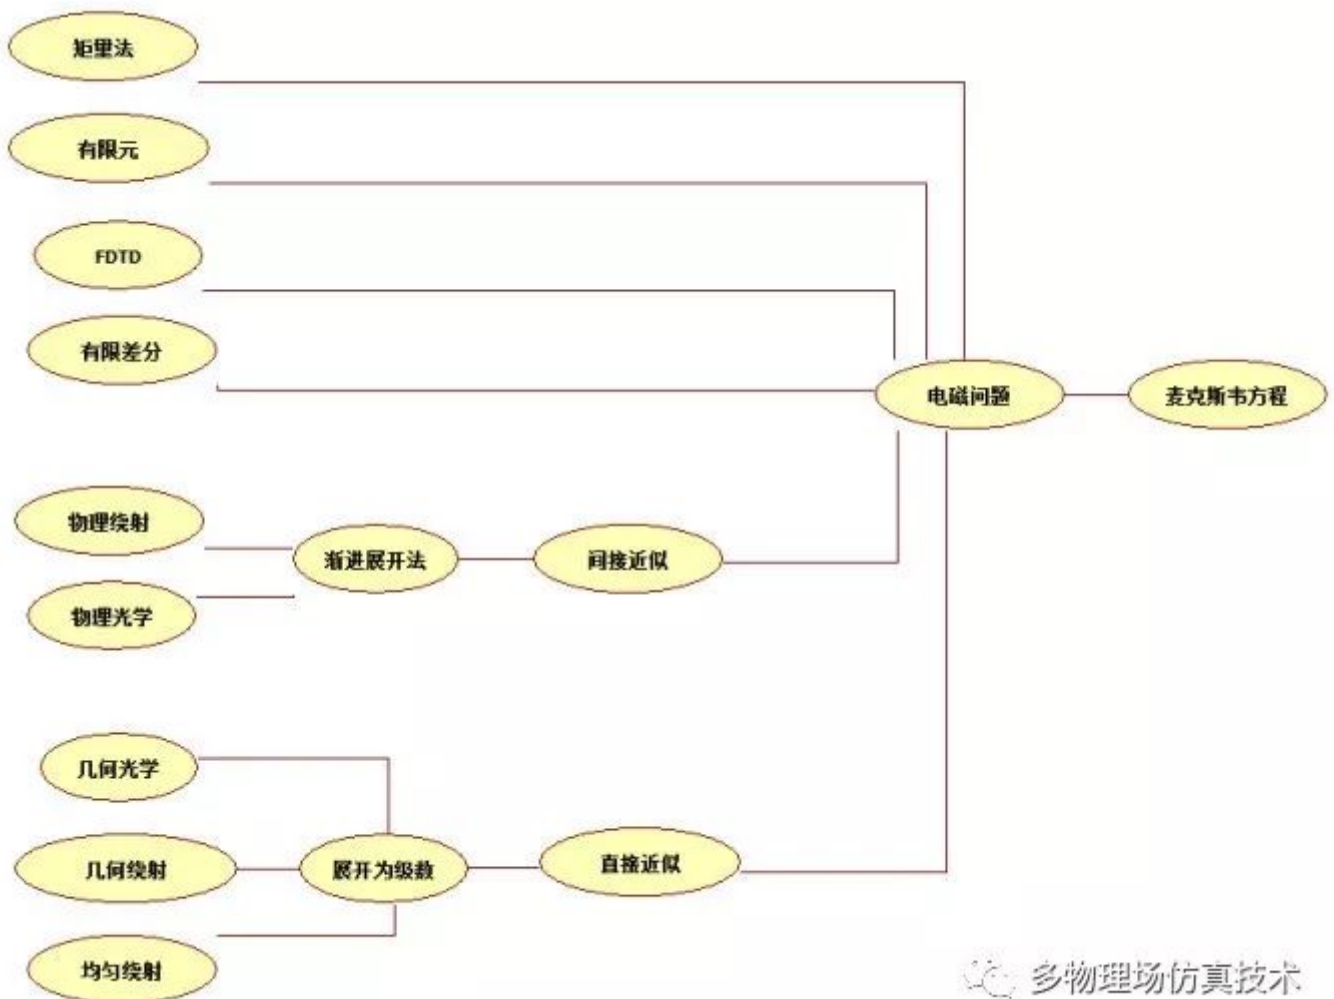 矩量法
有限元
FDTD
有限差分
电磁问题
麦克斯韦方程
物理绕射
渐进展开法
间接近似
物理光学
几何光学
几何绕射
展开为级数
直接近似
均匀绕射
多物理场仿真技术